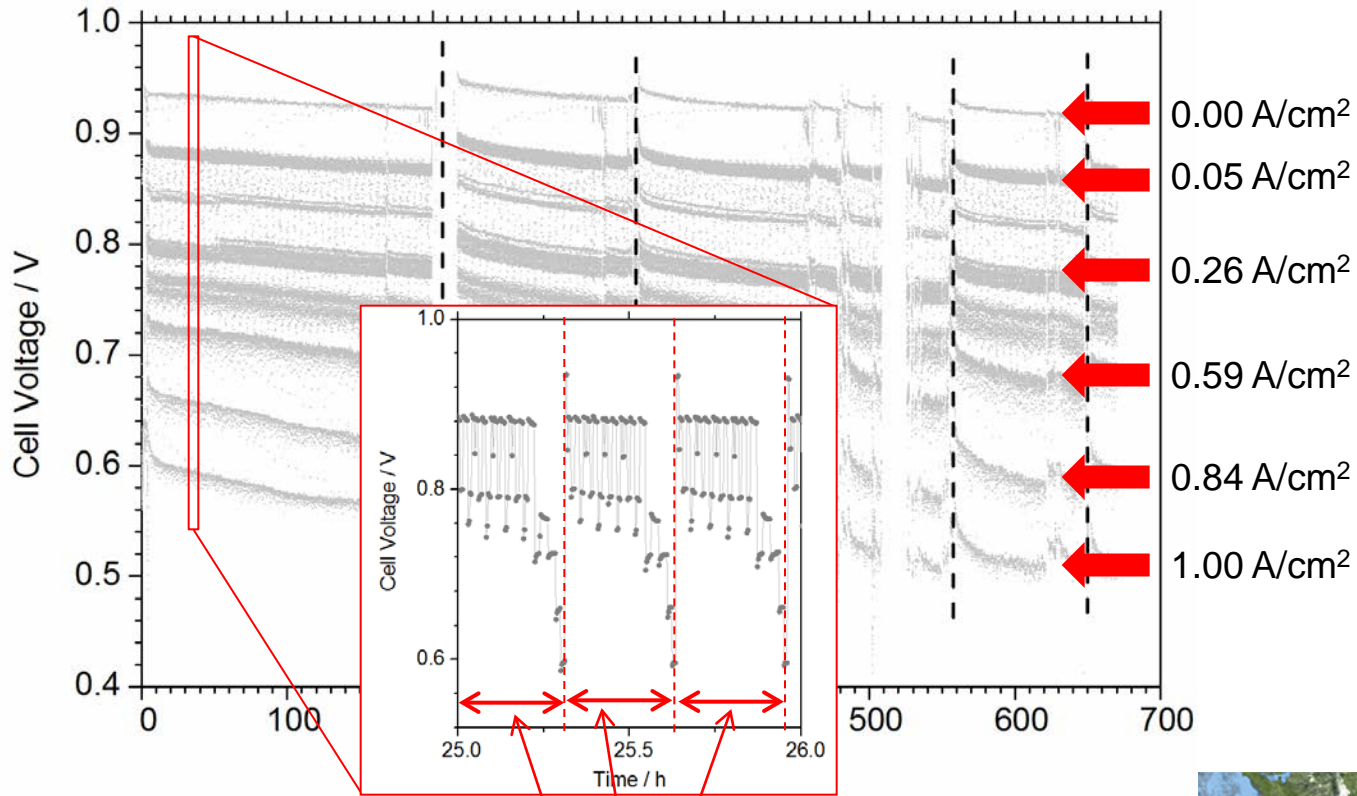 1.0
0.9
0.8
0.7
0.6
0.5
0.4
Cell Voltage / V
0
100
500
600
700
0.00 A/cm²
0.05 A/cm²
0.26 A/cm²
0.59 A/cm²
0.84 A/cm²
1.00 A/cm²
1.0
0.8
0.6
Cell Voltage / V
25.0
25.5
26.0
Time / h